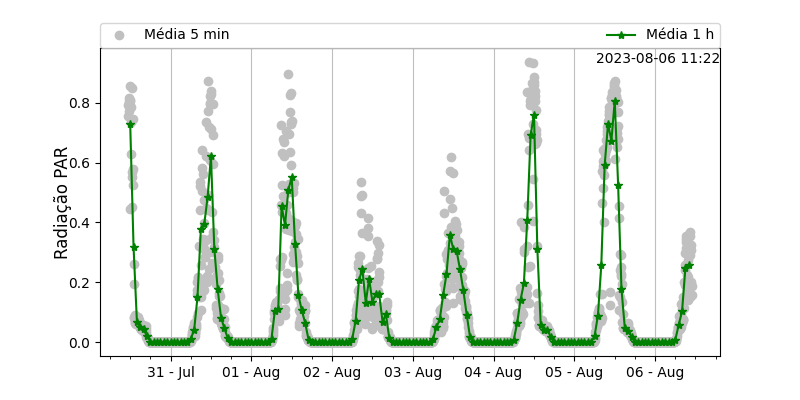 Média 5 min
Média 1 h
2023-08-06 11:22
Radiação PAR
0.8
0.6
0.4
0.2
0.0
31 - Jul
01 - Aug
02 - Aug
03 - Aug
04 - Aug
05 - Aug
06 - Aug